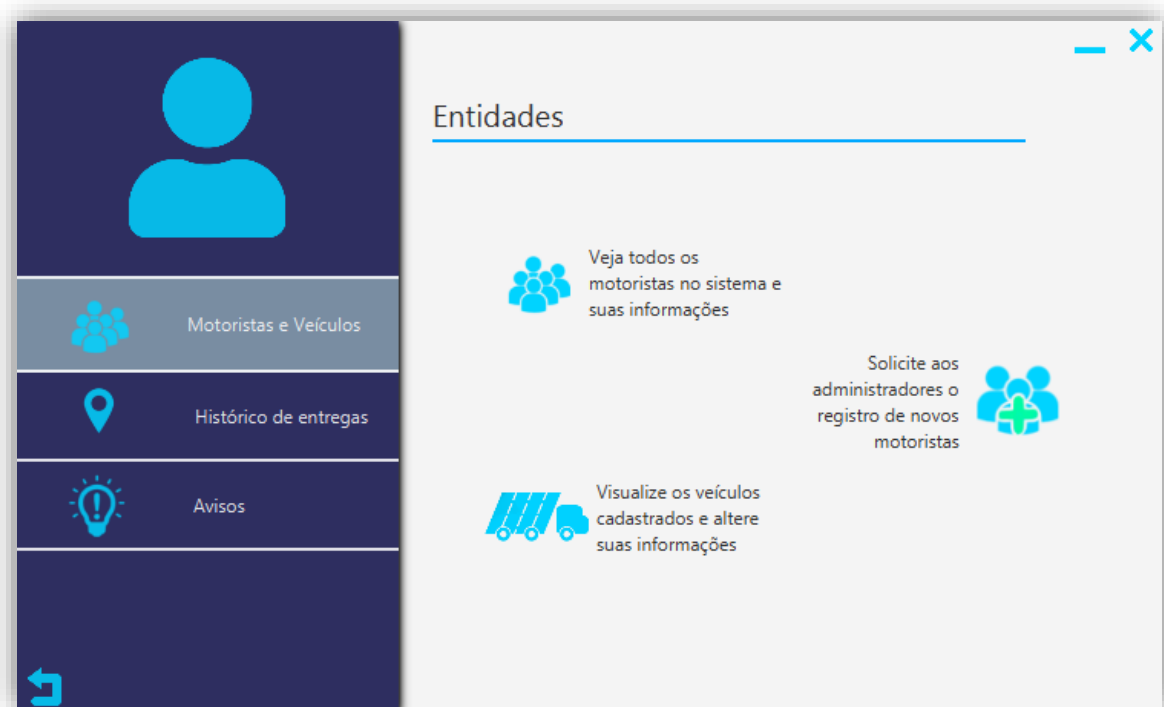 Motoristas e Veículos
Histórico de entregas
Avisos
Entidades
Veja todos os
motoristas no sistema e
suas informações
Solicite aos
administradores o
registro de novos
motoristas
Visualize os veículos
cadastrados e altere
suas informações